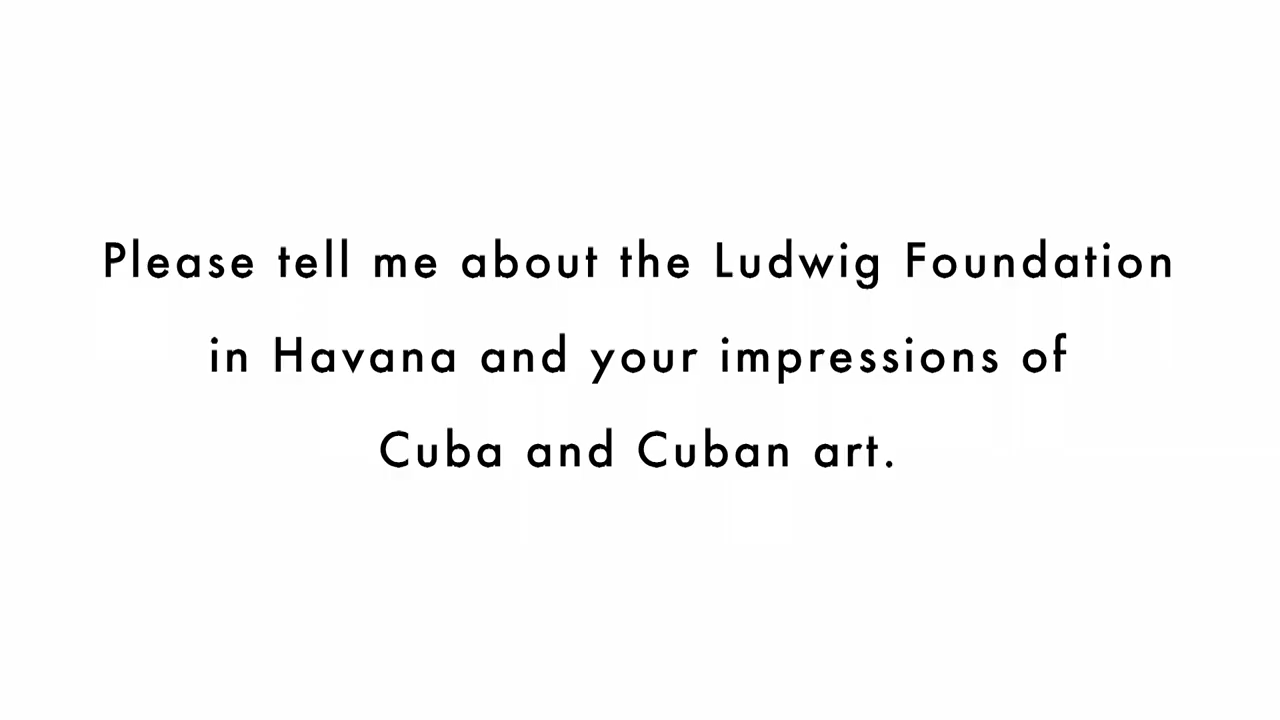 Please tell me about the Ludwig Foundation
in Havana and your impressions of
Cuba and Cuban art.